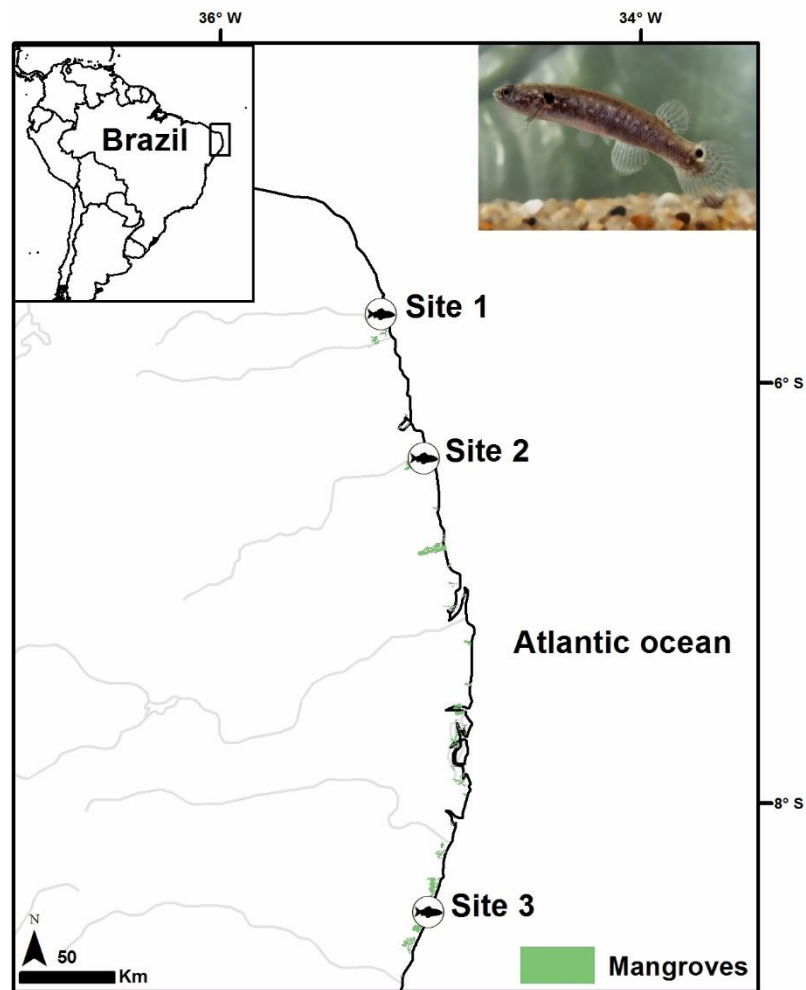 36° W
34° W
Brazil
Site 1
6° S
Site 2
Atlantic ocean
8° S
Site 3
N
50
Km
Mangroves